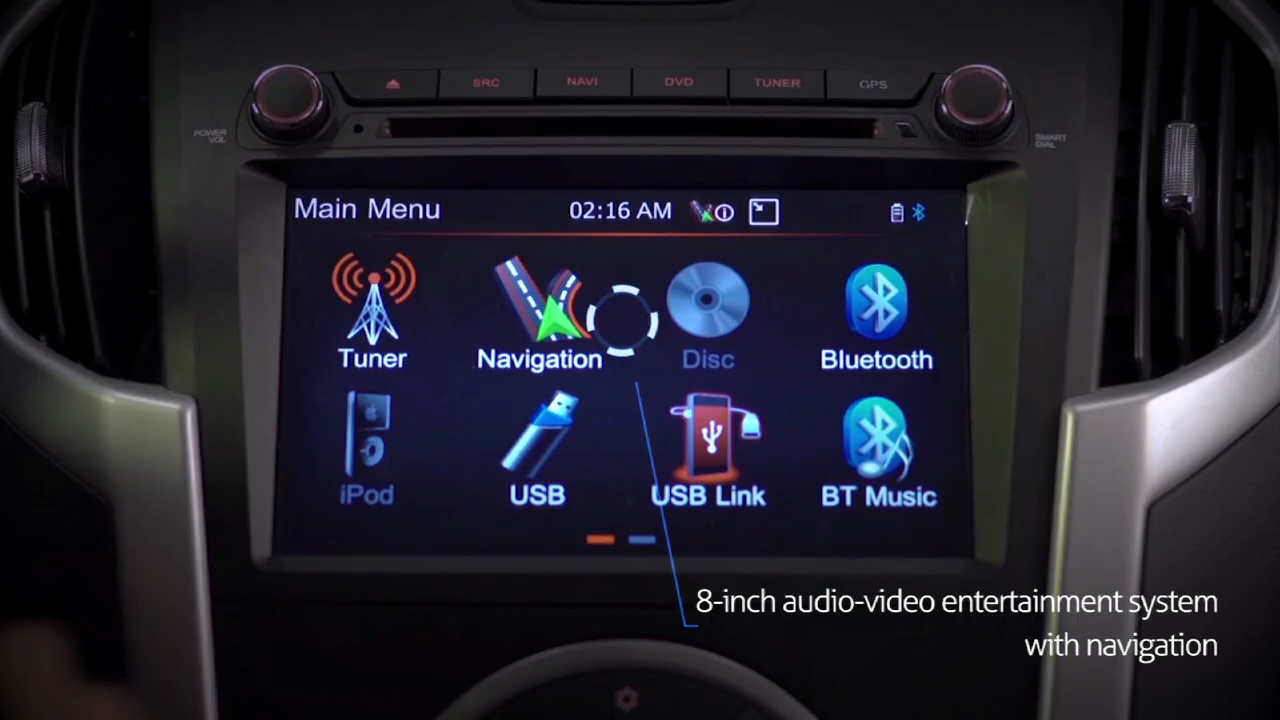 SRC NAVI DVD TUNER GPS
POWER
VOL
SMART
DIAL
Main Menu 02:16 AM
Tuner Navigation Disc Bluetooth
iPod USB USB Link BT Music
8-inch audio-video entertainment system
with navigation